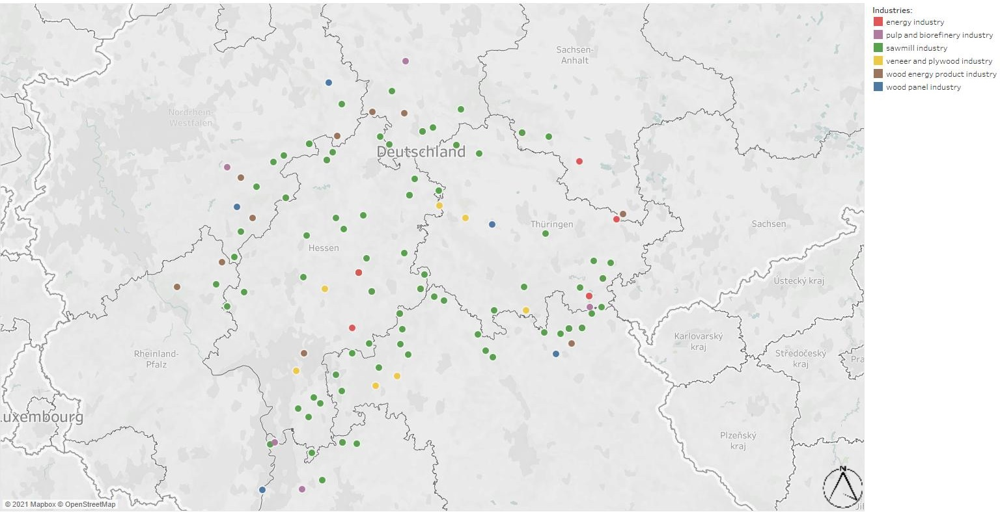 Industries:
energy industry
pulp and biorefinery industry
sawmill industry
veneer and plywood industry
wood energy product industry
wood panel industry
Sachsen-
Anhalt
Nordrhein-
Westfalen
Deutschland
Thüringen
Sachsen
Hessen
Ústecký kraj
Karlovarský
kraj
Středočeský
kraj
Pra
Rheinland-
Pfalz
uxembourg
Plzeňský
kraj
N
© 2021 Mapbox © OpenStreetMap